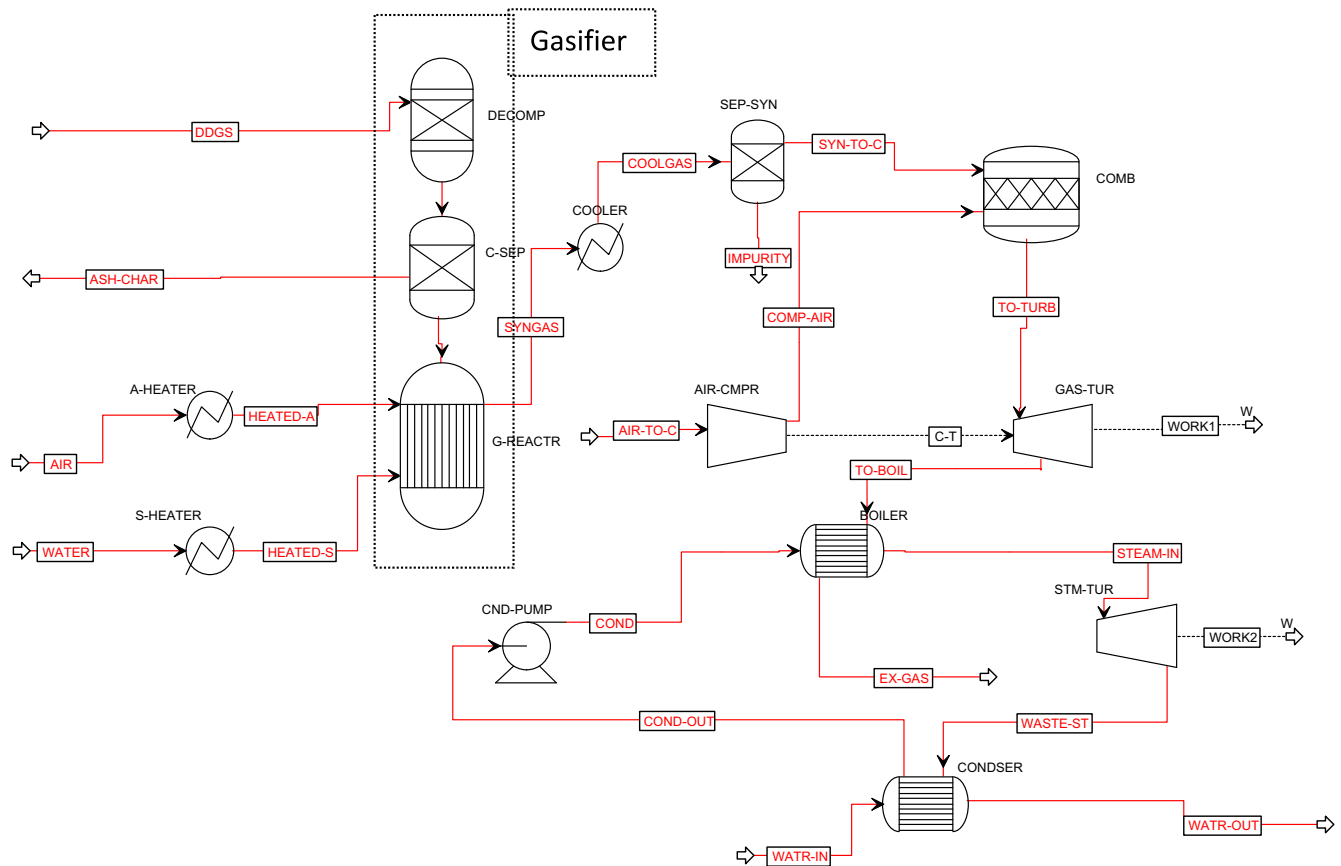 Gasifier
DECOMP
SEP-SYN
DDGS
SYN-TO-C
COOLGAS
COMB
COOLER
C-SEP
IMPURITY
ASH-CHAR
TO-TURB
COMP-AIR
SYNGAS
A-HEATER
AIR-CMPR
GAS-TUR
HEATED-A
W
WORK1
AIR-TO-C
C-T
G-REACTR
AIR
TO-BOIL
S-HEATER
BOILER
WATER
HEATED-S
STEAM-IN
STM-TUR
CND-PUMP
COND
W
WORK2
EX-GAS
COND-OUT
WASTE-ST
CONDSER
WATR-OUT
WATR-IN